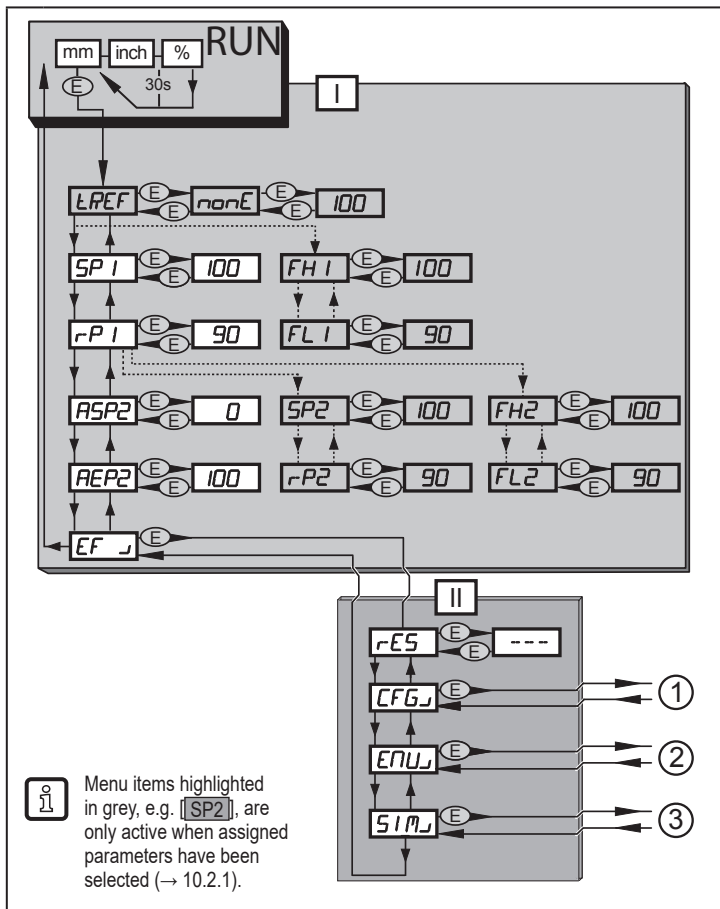 RUN
mm inch %
E 30s
I
tREF E E nonE E E 100
SP1 E E 100 FH1 E E 100
rP1 E E 90 FL1 E E 90
ASP2 E E 0 SP2 E E 100 FH2 E E 100
AEP2 E E 100 rP2 E E 90 FL2 E E 90
EF E
II
rES E E ---
CFG E 1
ENV E 2
SIM E 3
i
Menu items highlighted
in grey, e.g. [SP2], are
only active when assigned
parameters have been
selected (→ 10.2.1).